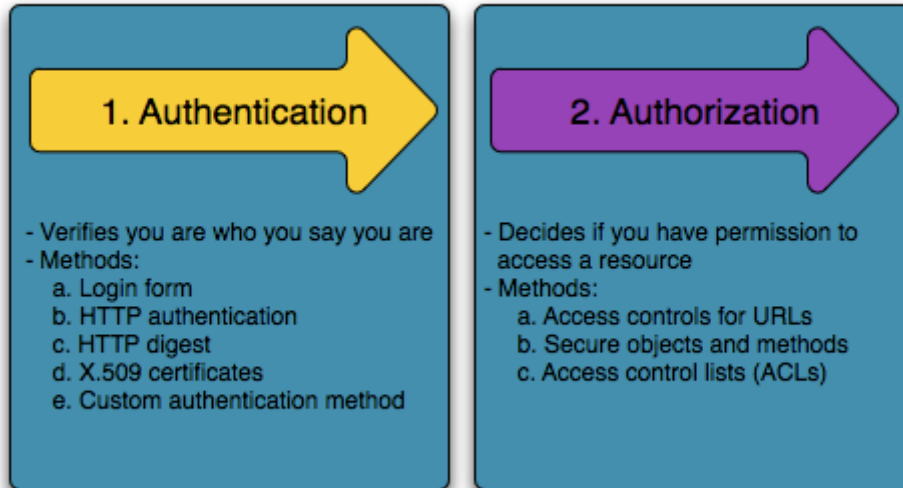 1. Authentication
- Verifies you are who you say you are
- Methods:
a. Login form
b. HTTP authentication
c. HTTP digest
d. X.509 certificates
e. Custom authentication method
2. Authorization
- Decides if you have permission to
access a resource
- Methods:
a. Access controls for URLs
b. Secure objects and methods
c. Access control lists (ACLs)